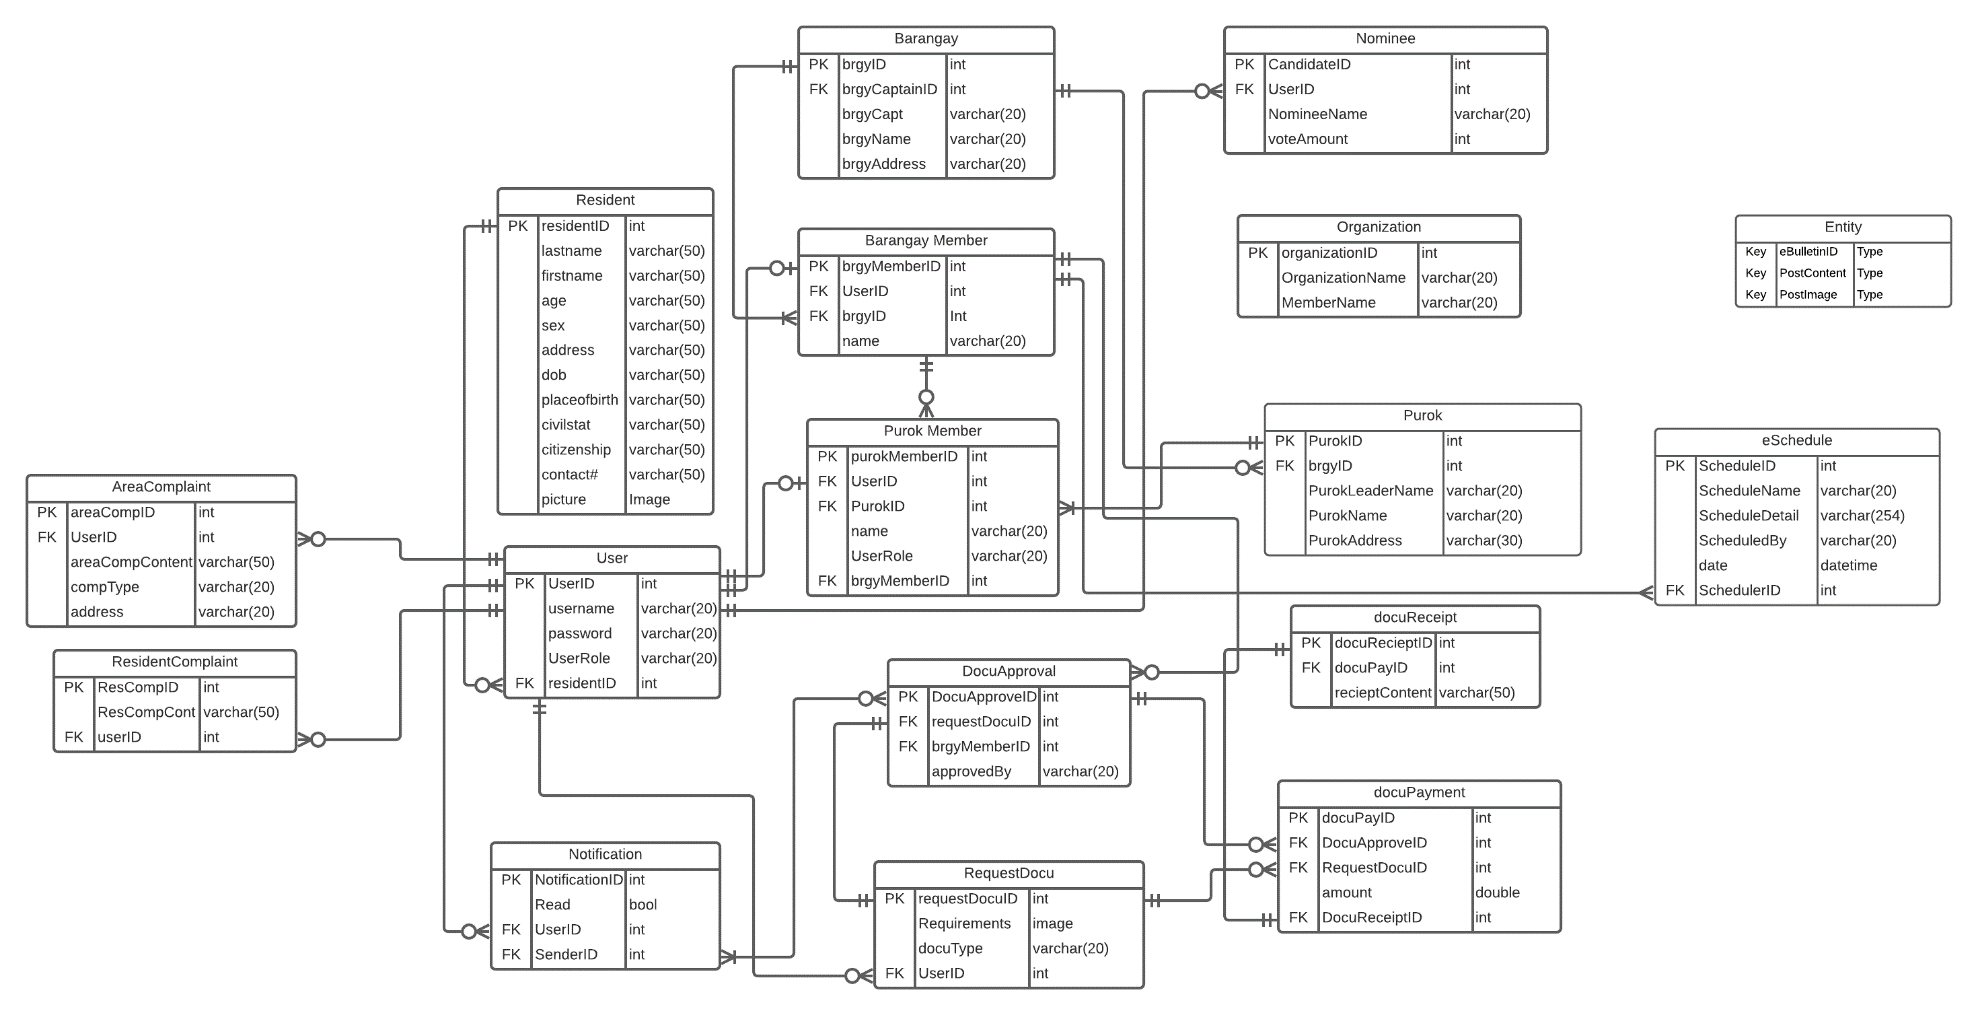 Barangay
PK brgyID int
FK brgyCaptainID int
brgyCapt varchar(20)
brgyName varchar(20)
brgyAddress varchar(20)
Nominee
PK CandidateID int
FK UserID int
NomineeName varchar(20)
voteAmount int
Resident
PK residentID int
lastname varchar(50)
firstname varchar(50)
age varchar(50)
sex varchar(50)
address varchar(50)
dob varchar(50)
placeofbirth varchar(50)
civilstat varchar(50)
citizenship varchar(50)
contact# varchar(50)
picture Image
Barangay Member
PK brgyMemberID int
FK UserID int
FK brgyID Int
name varchar(20)
Organization
PK organizationID int
OrganizationName varchar(20)
MemberName varchar(20)
Entity
Key eBulletinID Type
Key PostContent Type
Key PostImage Type
Purok Member
PK purokMemberID int
FK UserID int
FK PurokID int
name varchar(20)
UserRole varchar(20)
FK brgyMemberID int
Purok
PK PurokID int
FK brgyID int
PurokLeaderName varchar(20)
PurokName varchar(20)
PurokAddress varchar(30)
eSchedule
PK ScheduleID int
ScheduleName varchar(20)
ScheduleDetail varchar(254)
ScheduledBy varchar(20)
date datetime
FK SchedulerID int
AreaComplaint
PK areaCompID int
FK UserID int
areaCompContent varchar(50)
compType varchar(20)
address varchar(20)
User
PK UserID int
username varchar(20)
password varchar(20)
UserRole varchar(20)
FK residentID int
ResidentComplaint
PK ResCompID int
ResCompCont varchar(50)
FK userID int
docuReceipt
PK docuRecieptID int
FK docuPayID int
recieptContent varchar(50)
DocuApproval
PK DocuApproveID int
FK requestDocuID int
FK brgyMemberID int
approvedBy varchar(20)
docuPayment
PK docuPayID int
FK DocuApproveID int
FK RequestDocuID int
amount double
FK DocuReceiptID int
Notification
PK NotificationID int
Read bool
FK UserID int
FK SenderID int
RequestDocu
PK requestDocuID int
Requirements image
docuType varchar(20)
FK UserID int